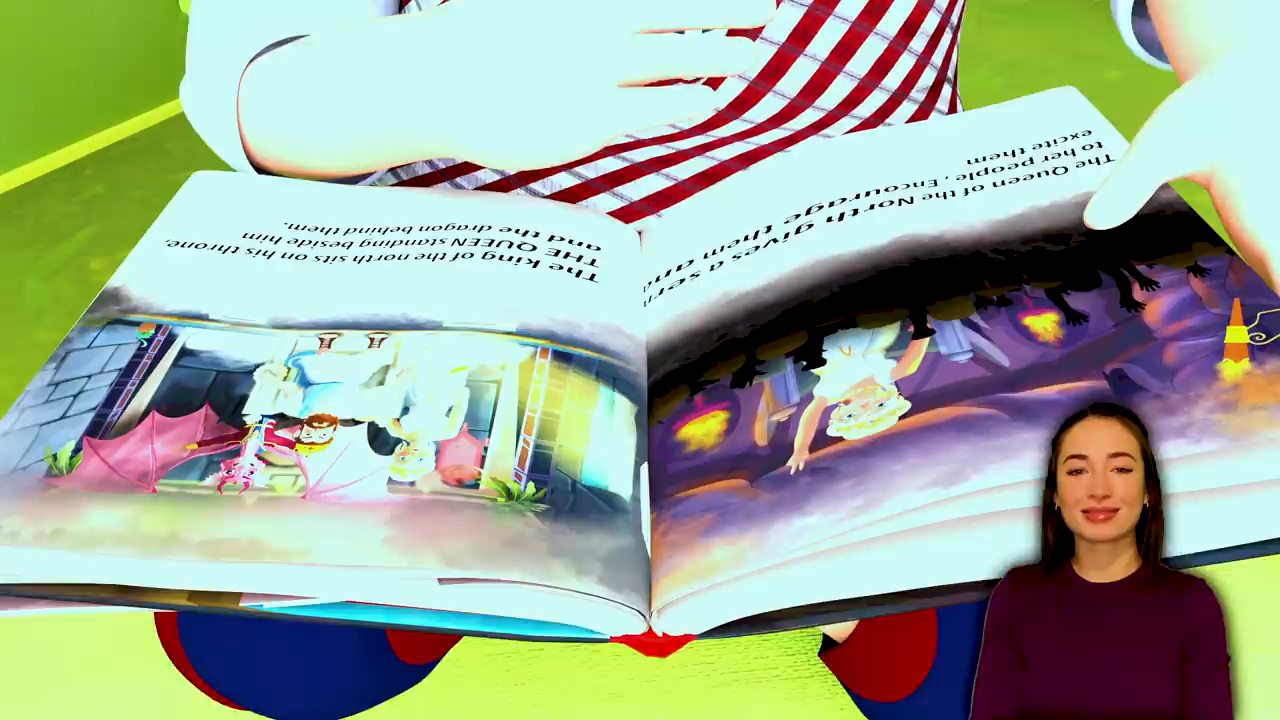 The Queen of the North gives a
to her people, Encourage them and
excite them
The king of the north sits on his throne,
THE QUEEN standing beside him
and the dragon behind them.